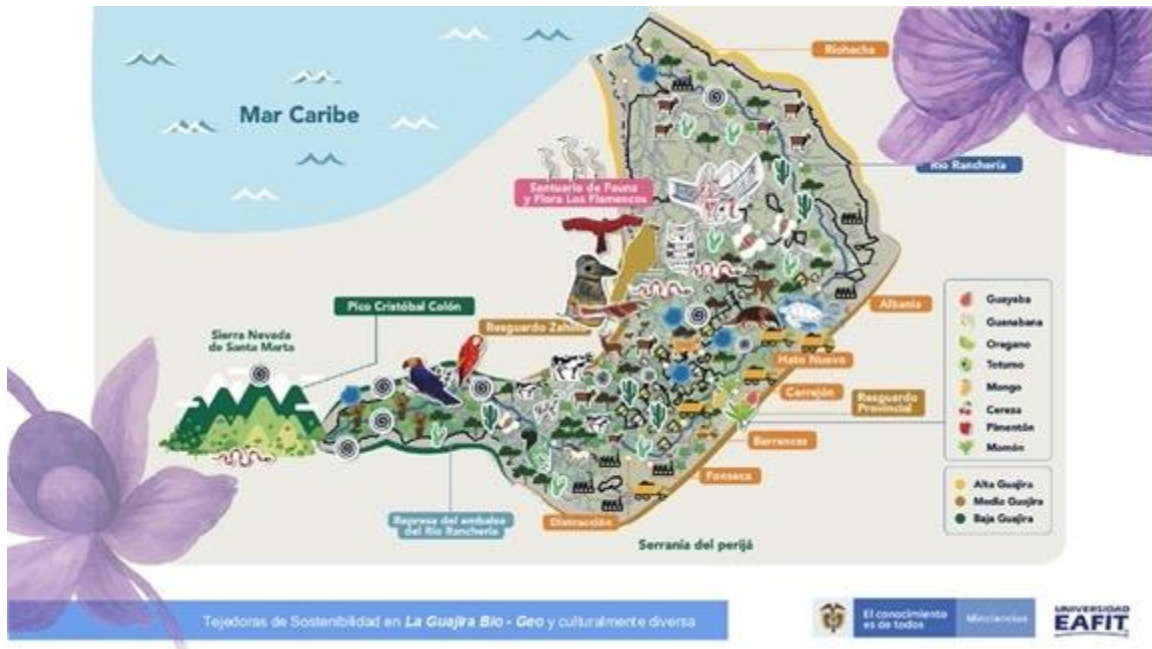 Riohacha
Mar Caribe
Río Ranchería
Santuario de Fauna
y Flora Los Flamencos
Pico Cristóbal Colón
Albania
Guayaba
Resguardo
Sierra Nevada
de Santa Marta
Guanabana
Oregano
Hato Nuevo
Totumo
Mango
Cerrejón
Resguardo
Provincial
Cereza
Pimentón
Barrancas
Mamón
Fonseca
Alta Guajira
Media Guajira
Baja Guajira
Represa del embalse
del Río Ranchería
Distracción
Serranía del perijá
Tejedoras de Sostenibilidad en La Guajira Bio - Geo y culturalmente diversa
El conocimiento
es de todos
Minciencias
UNIVERSIDAD
EAFIT